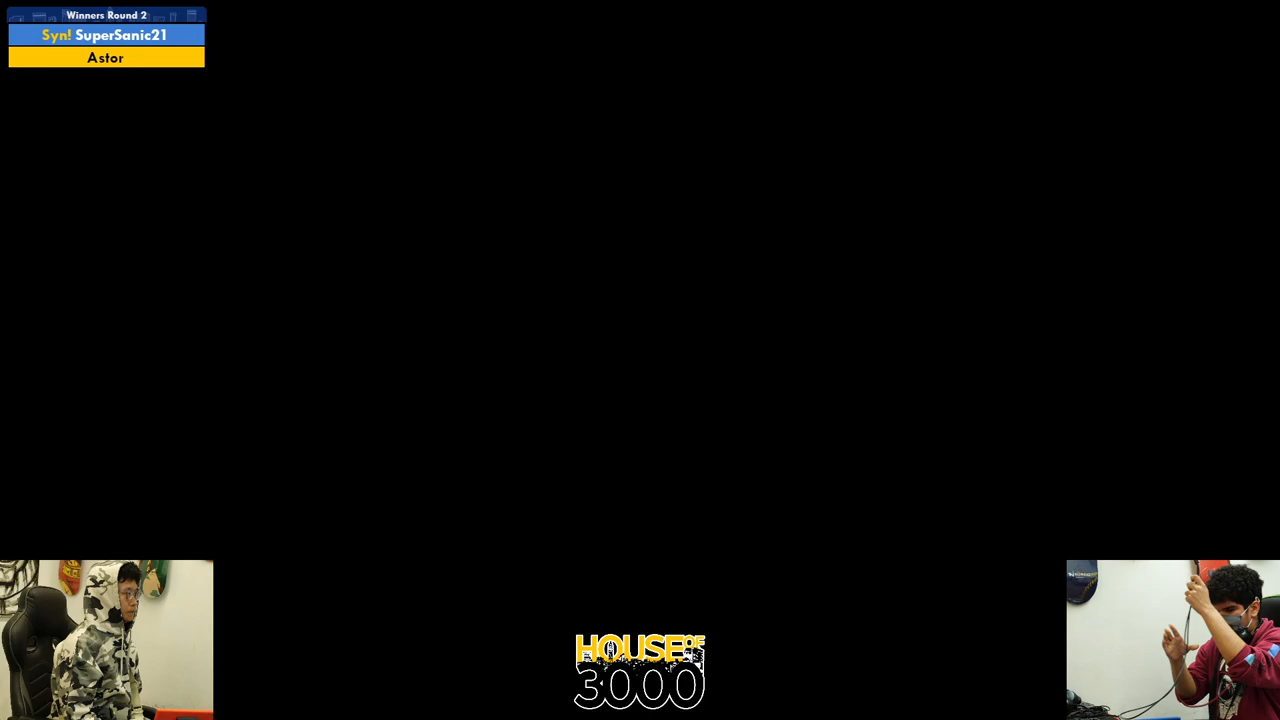 Winners Round 2
Syn! SuperSanic21
Astor
HOUSE OF
3000